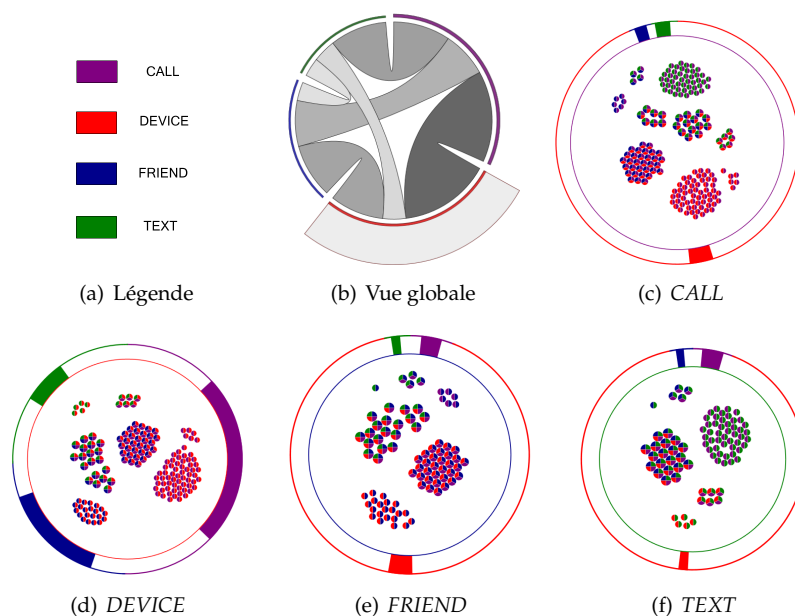 CALL
DEVICE
FRIEND
TEXT
(a) Légende
(b) Vue globale
(c) CALL
(d) DEVICE
(e) FRIEND
(f) TEXT